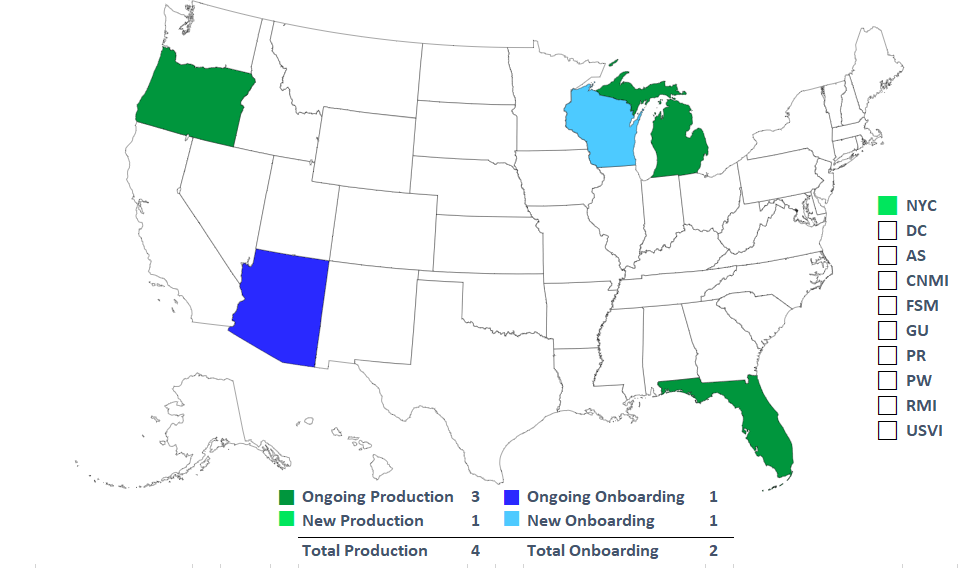 NYC
DC
AS
CNMI
FSM
GU
PR
PW
RMI
USVI
Ongoing Production 3 Ongoing Onboarding 1
New Production 1 New Onboarding 1
Total Production 4 Total Onboarding 2